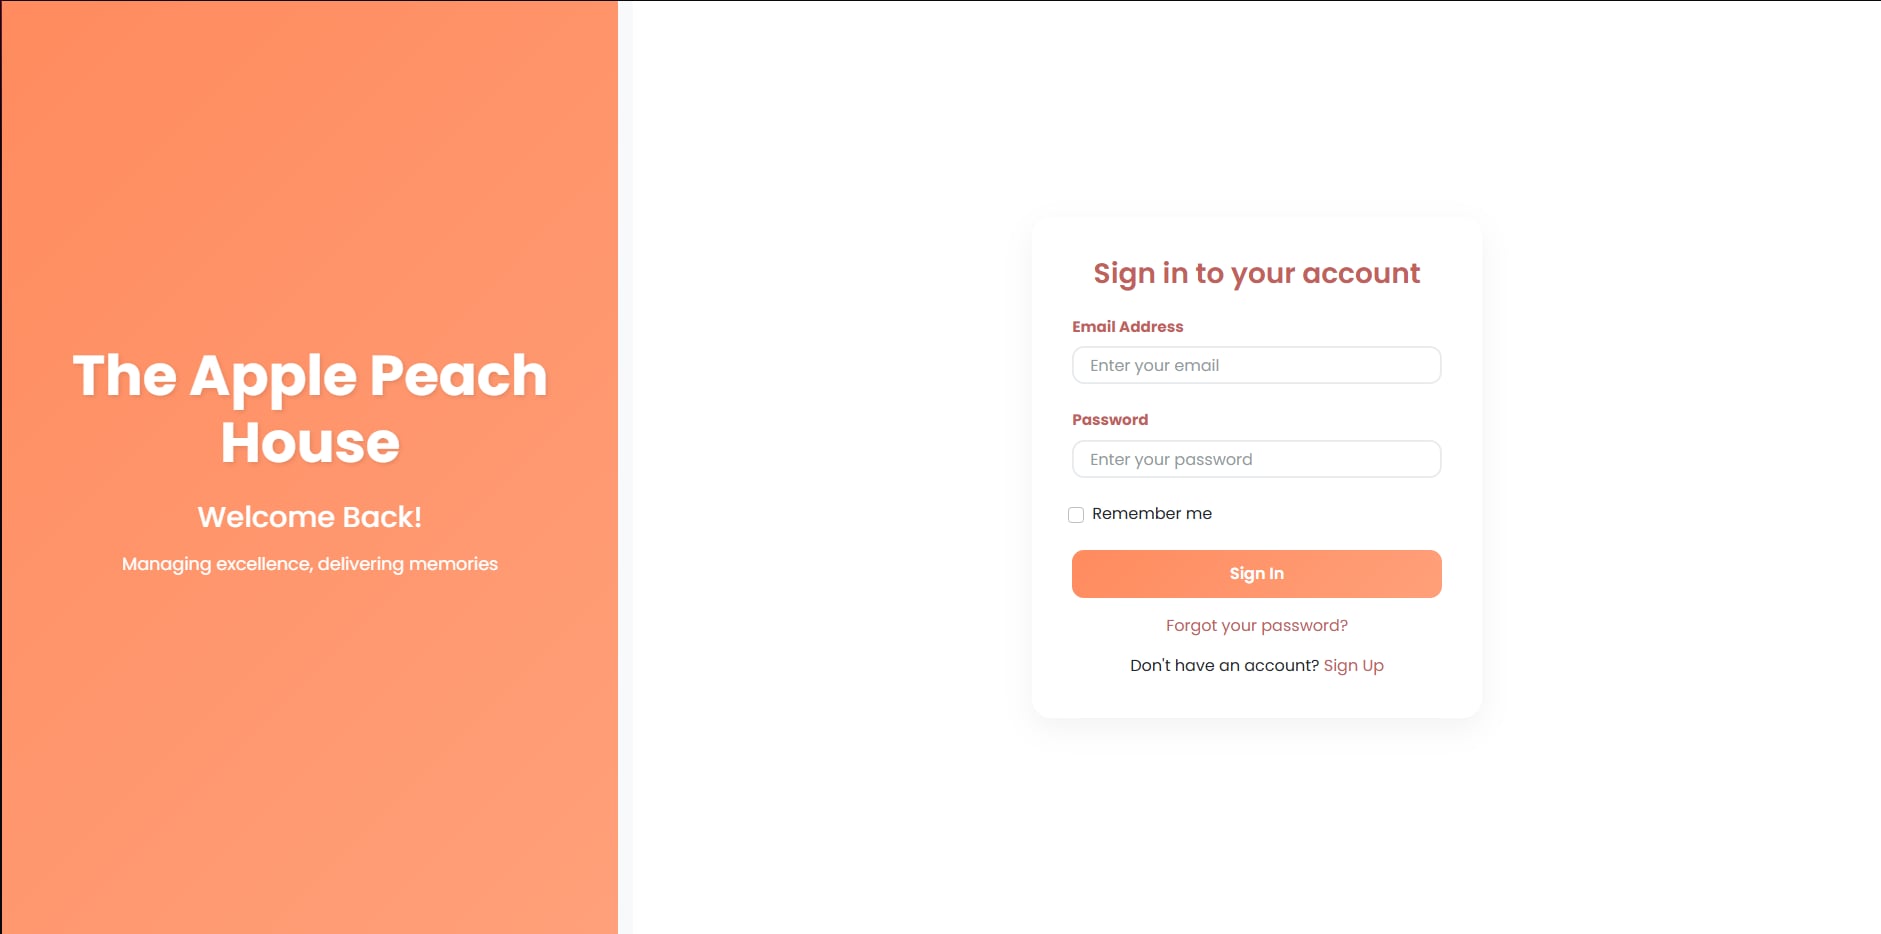 The Apple Peach
House
Welcome Back!
Managing excellence, delivering memories
Sign in to your account
Email Address
Enter your email
Password
Enter your password
Remember me
Sign In
Forgot your password?
Don't have an account? Sign Up